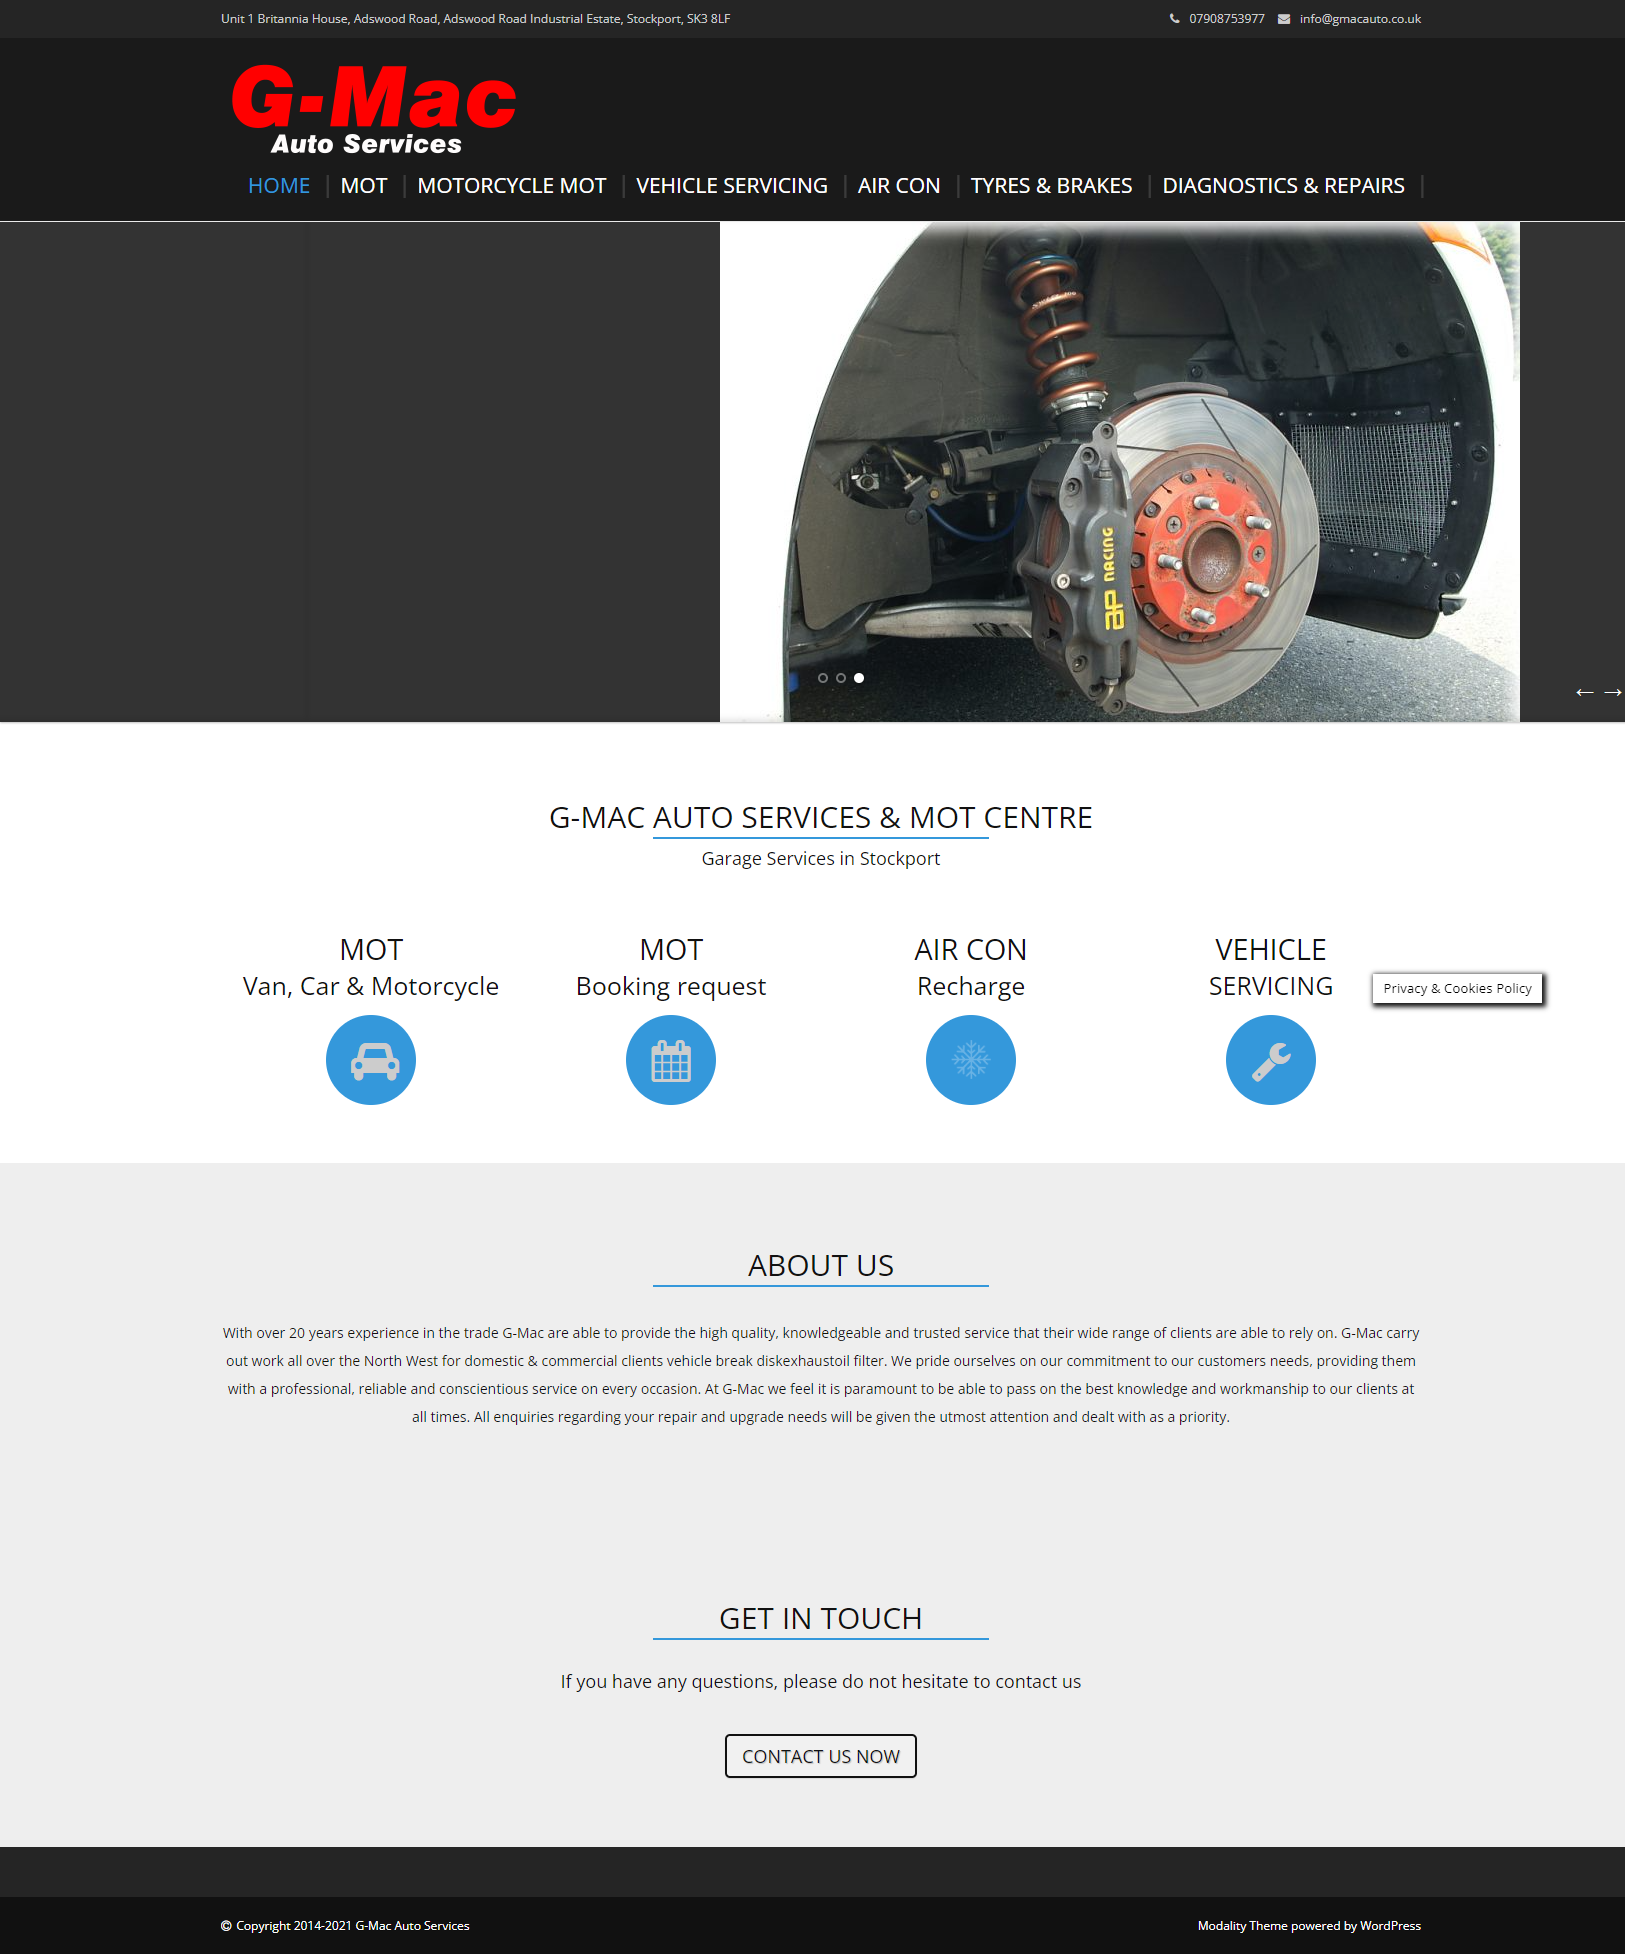 Unit 1 Britannia House, Adswood Road, Adswood Road Industrial Estate, Stockport, SK3 8LF
07908753977 info@gmacauto.co.uk
G-Mac
Auto Services
HOME
MOT
MOTORCYCLE MOT
VEHICLE SERVICING
AIR CON
TYRES & BRAKES
DIAGNOSTICS & REPAIRS
AP RACING
G-MAC AUTO SERVICES & MOT CENTRE
Garage Services in Stockport
MOT
Van, Car & Motorcycle
MOT
Booking request
AIR CON
Recharge
VEHICLE
SERVICING
Privacy & Cookies Policy
ABOUT US
With over 20 years experience in the trade G-Mac are able to provide the high quality, knowledgeable and trusted service that their wide range of clients are able to rely on. G-Mac carry
out work all over the North West for domestic & commercial clients vehicle break diskexhaustoil filter. We pride ourselves on our commitment to our customers needs, providing them
with a professional, reliable and conscientious service on every occasion. At G-Mac we feel it is paramount to be able to pass on the best knowledge and workmanship to our clients at
all times. All enquiries regarding your repair and upgrade needs will be given the utmost attention and dealt with as a priority.
GET IN TOUCH
If you have any questions, please do not hesitate to contact us
CONTACT US NOW
© Copyright 2014-2021 G-Mac Auto Services
Modality Theme powered by WordPress